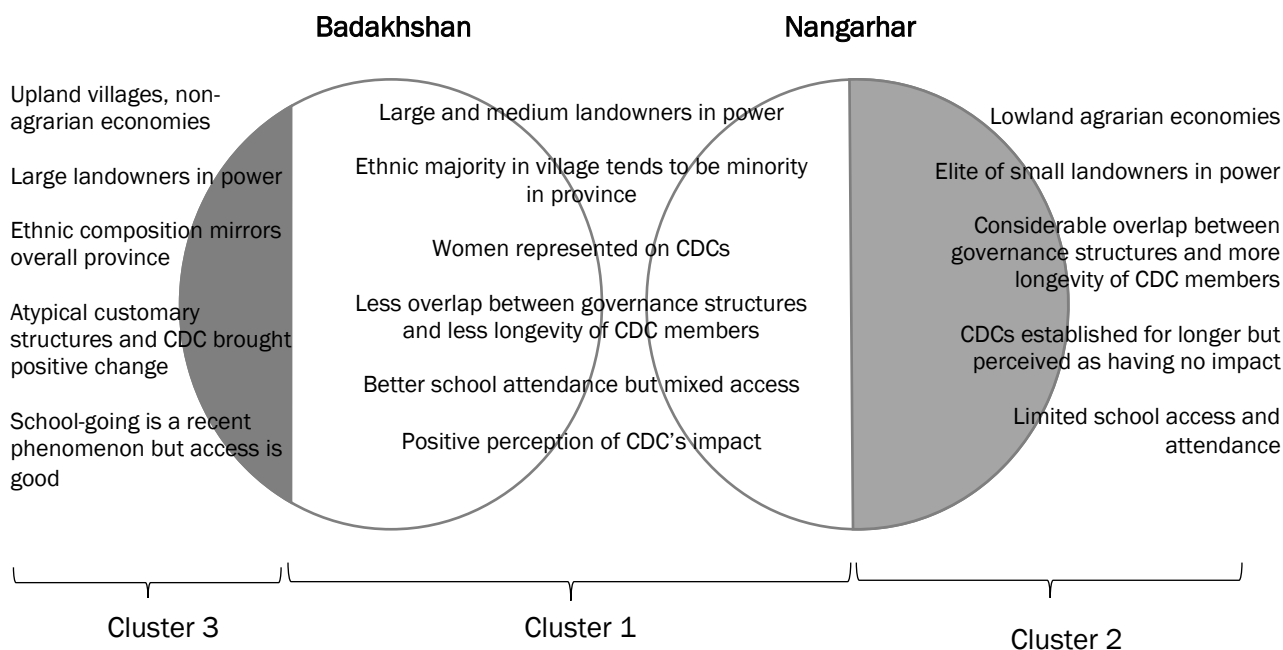 Badakhshan
Nangarhar
Upland villages, non-
agrarian economies
Large landowners in power
Ethnic composition mirrors
overall province
Atypical customary
structures and CDC brought
positive change
School-going is a recent
phenomenon but access is
good
Large and medium landowners in power
Ethnic majority in village tends to be minority
in province
Women represented on CDCs
Less overlap between governance structures
and less longevity of CDC members
Better school attendance but mixed access
Positive perception of CDC's impact
Lowland agrarian economies
Elite of small landowners in power
Considerable overlap between
governance structures and more
longevity of CDC members
CDCs established for longer but
perceived as having no impact
Limited school access and
attendance
Cluster 3
Cluster 1
Cluster 2